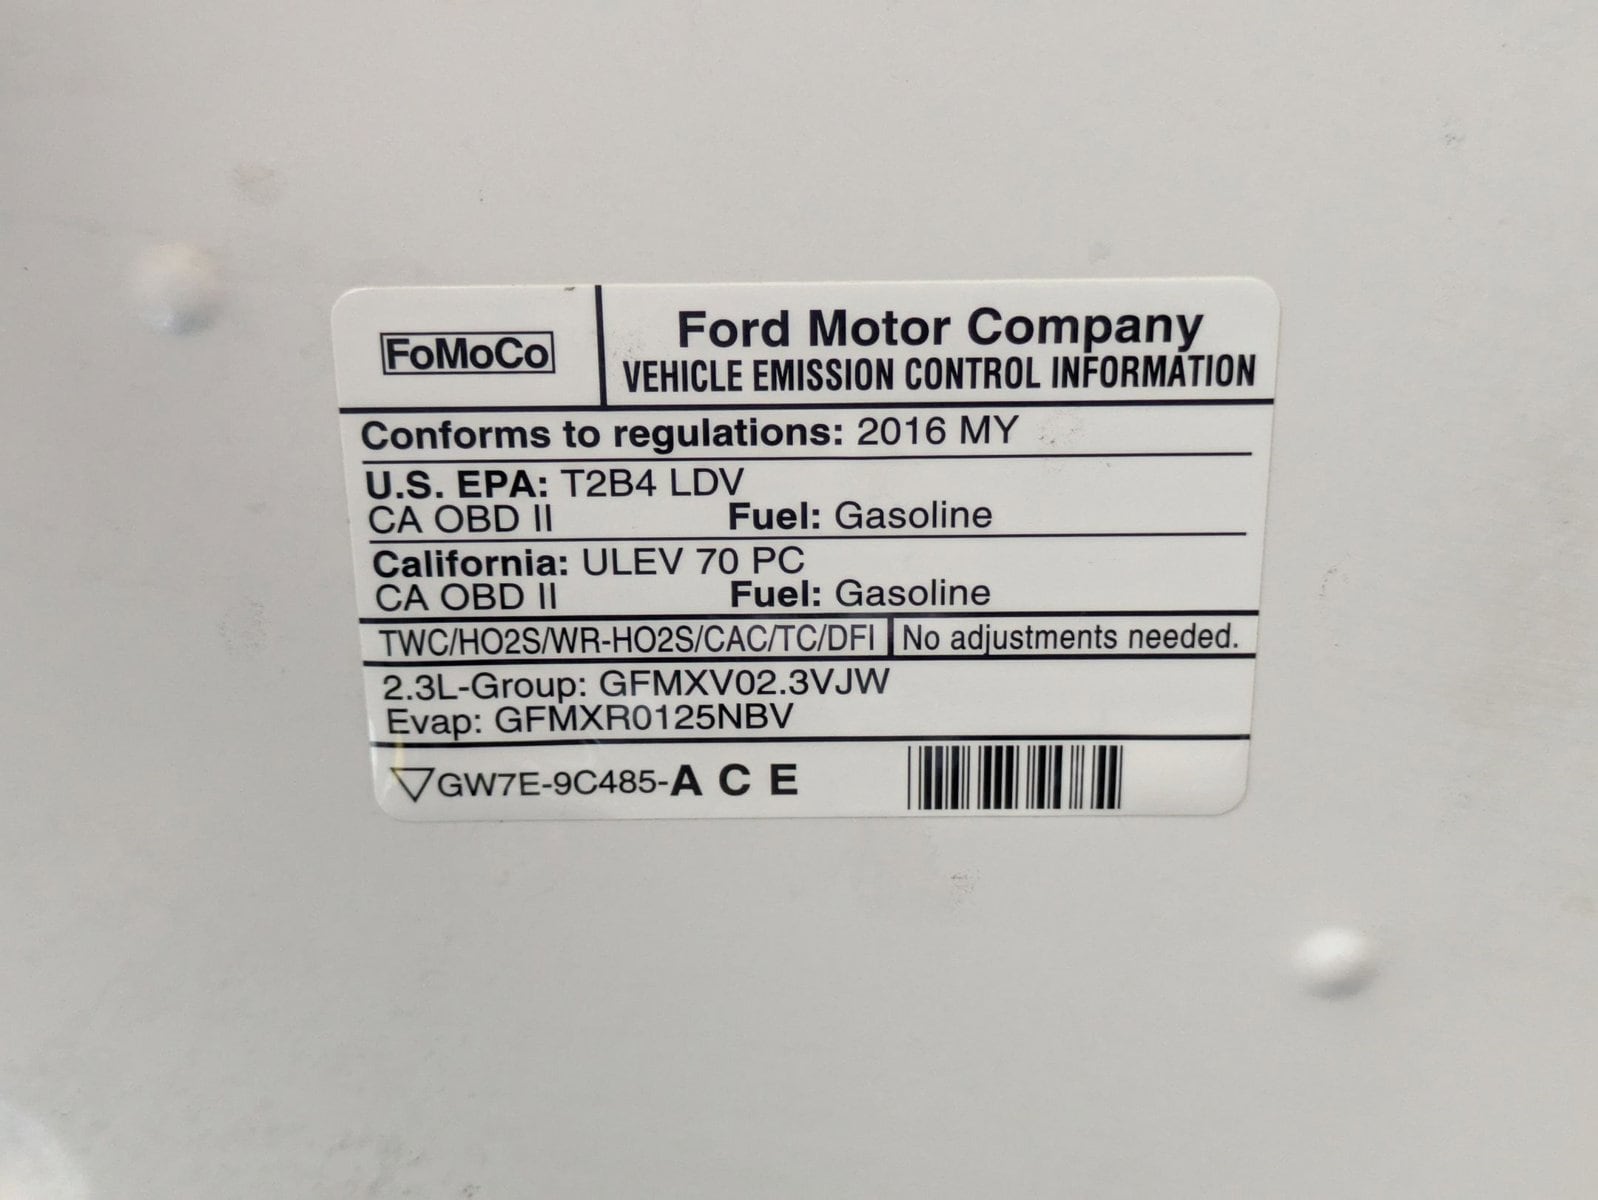 FoMoCo
Ford Motor Company
VEHICLE EMISSION CONTROL INFORMATION
Conforms to regulations: 2016 MY
U.S. EPA: T2B4 LDV
CA OBD II Fuel: Gasoline
California: ULEV 70 PC
CA OBD II Fuel: Gasoline
TWC/HO2S/WR-HO2S/CAC/TC/DFI No adjustments needed.
2.3L-Group: GFMXV02.3VJW
Evap: GFMXR0125NBV
▽GW7E-9C485-A C E